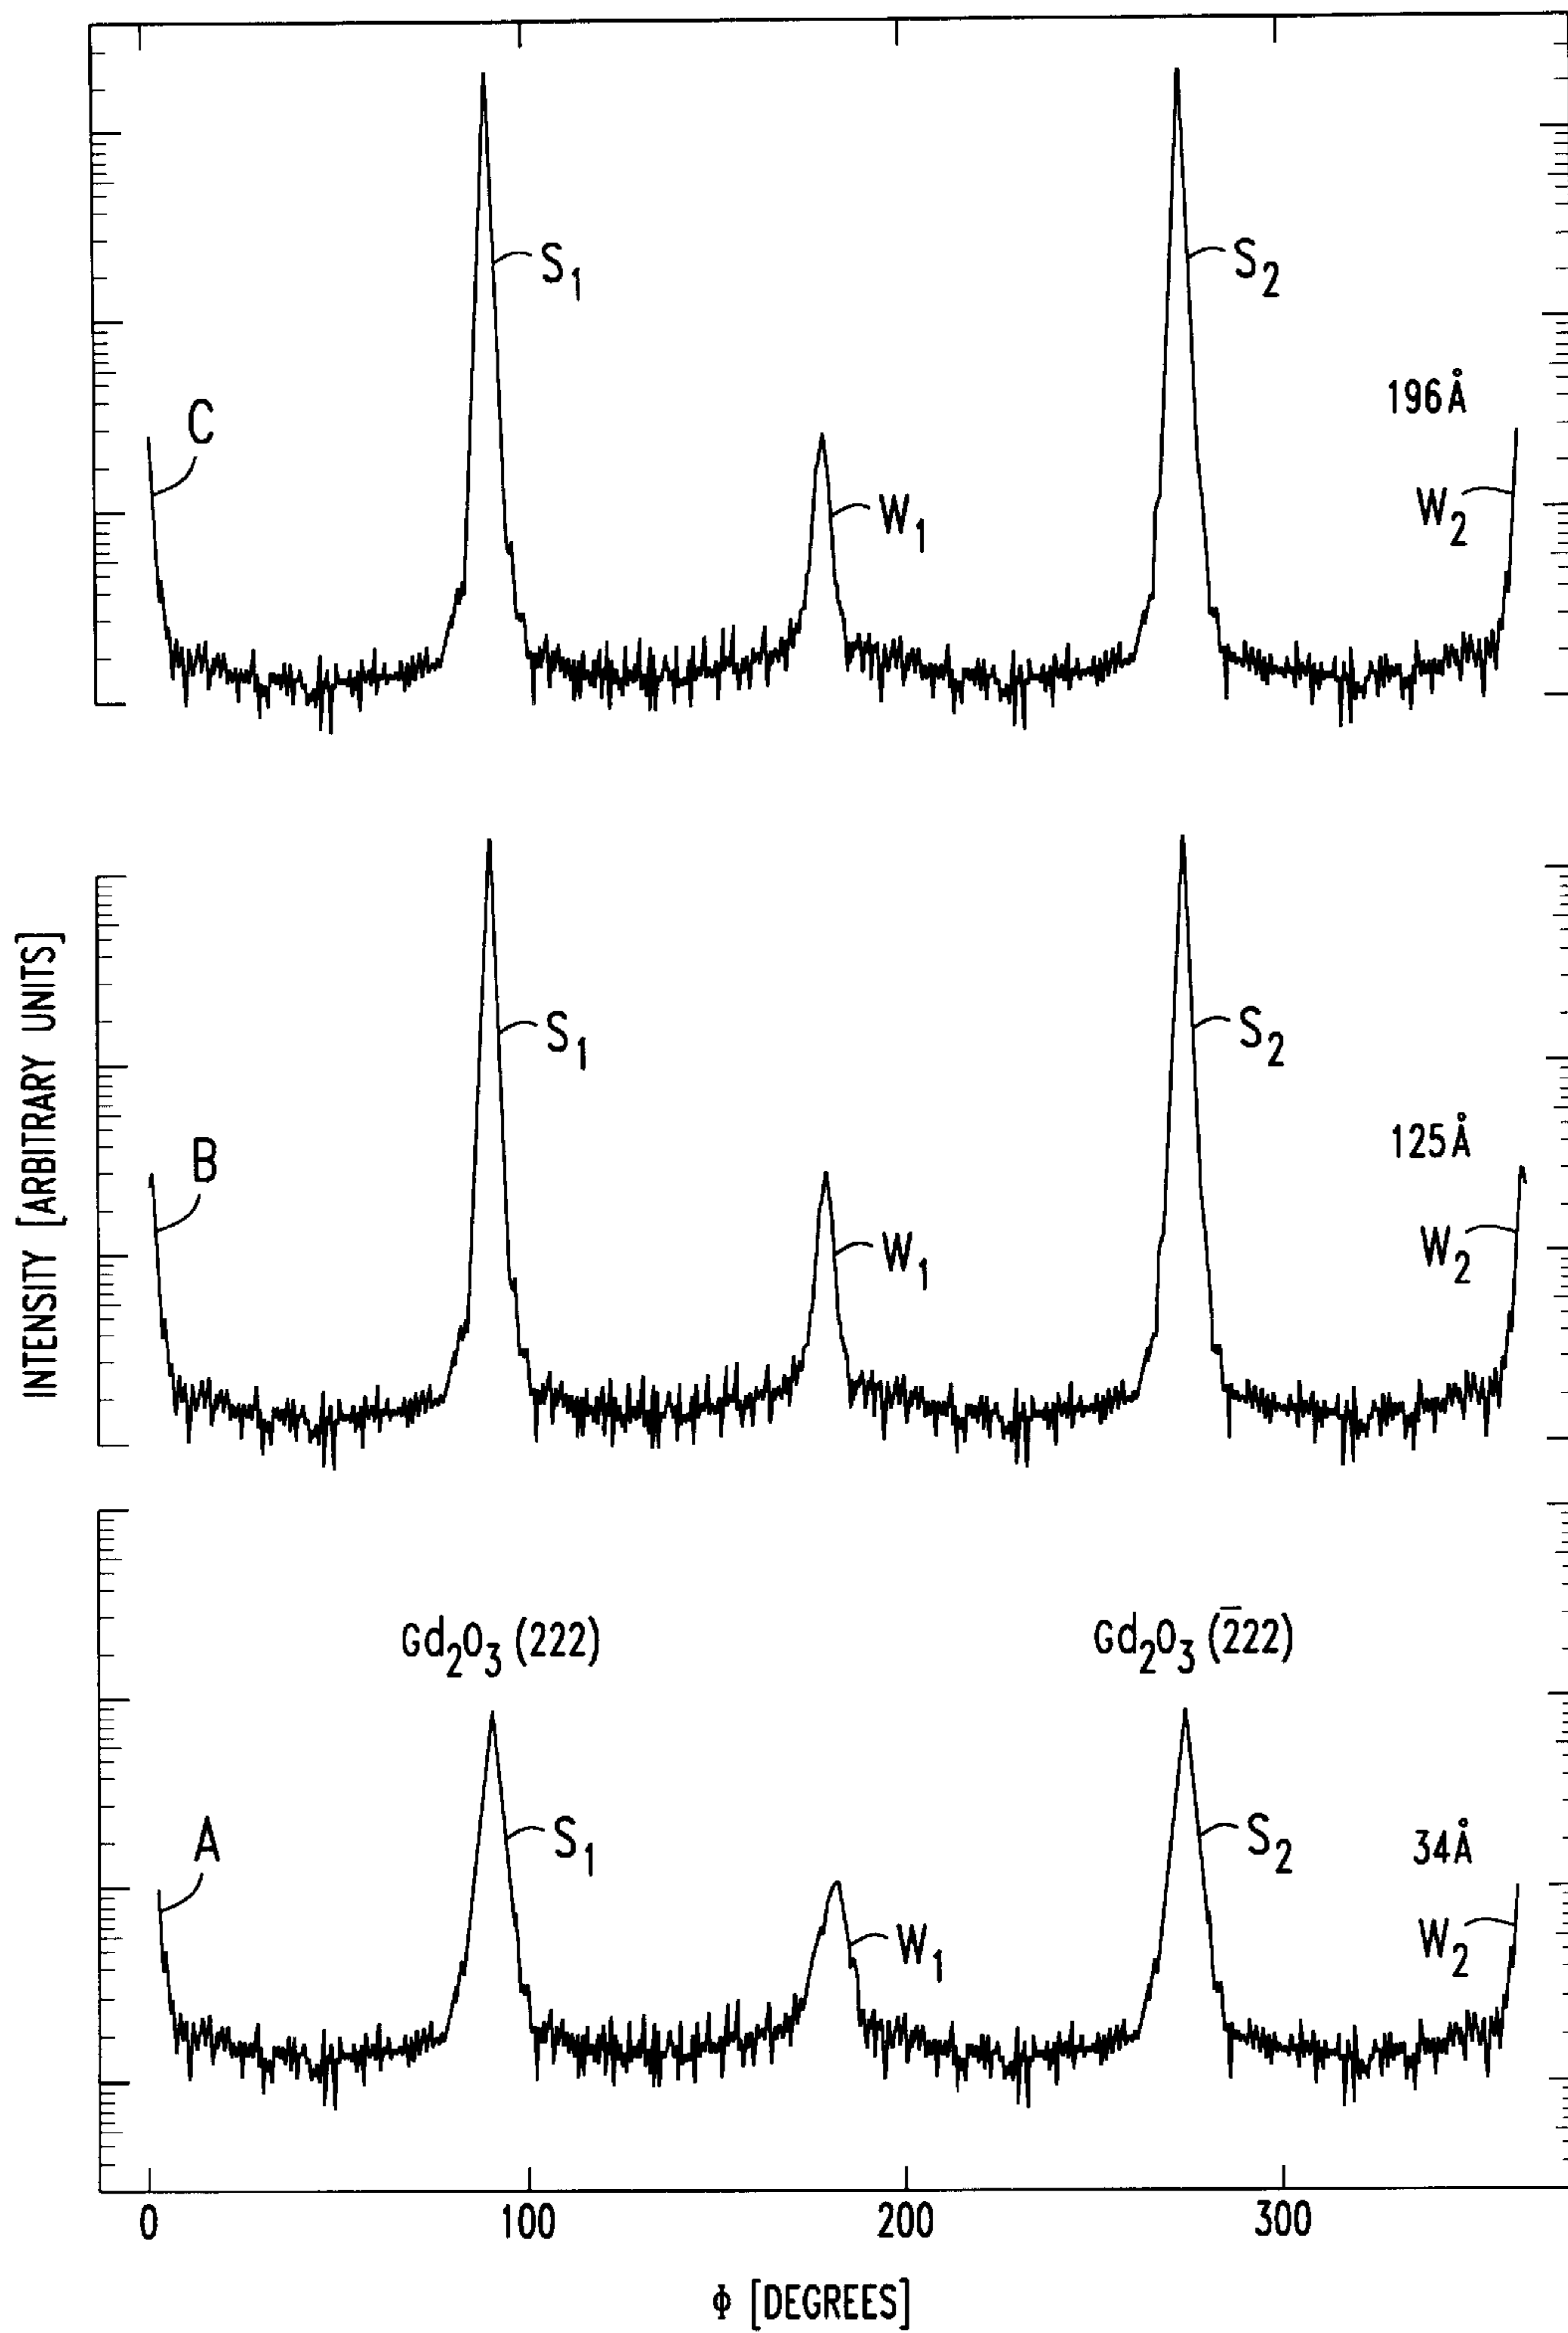 C
S1
S2
196Å
W1
W2
INTENSITY [ARBITRARY UNITS]
B
S1
S2
125Å
W1
W2
Gd2O3 (222)
Gd2O3 (2̅22)
A
S1
S2
34Å
W1
W2
0 100 200 300
Φ [DEGREES]